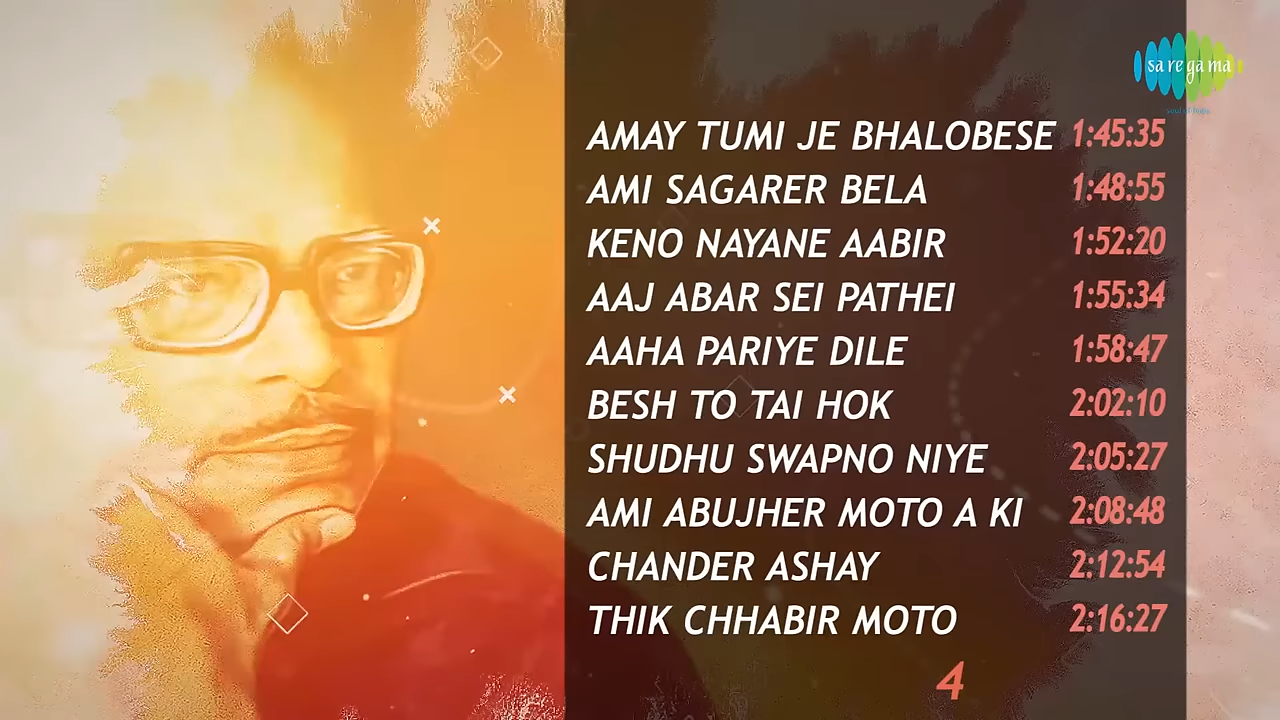 sa re ga ma
AMAY TUMI JE BHALOBESE 1:45:35
AMI SAGARER BELA 1:48:55
KENO NAYANE AABIR 1:52:20
AAJ ABAR SEI PATHEI 1:55:34
AAHA PARIYE DILE 1:58:47
BESH TO TAI HOK 2:02:10
SHUDHU SWAPNO NIYE 2:05:27
AMI ABUJHER MOTO A KI 2:08:48
CHANDER ASHAY 2:12:54
THIK CHHABIR MOTO 2:16:27
4